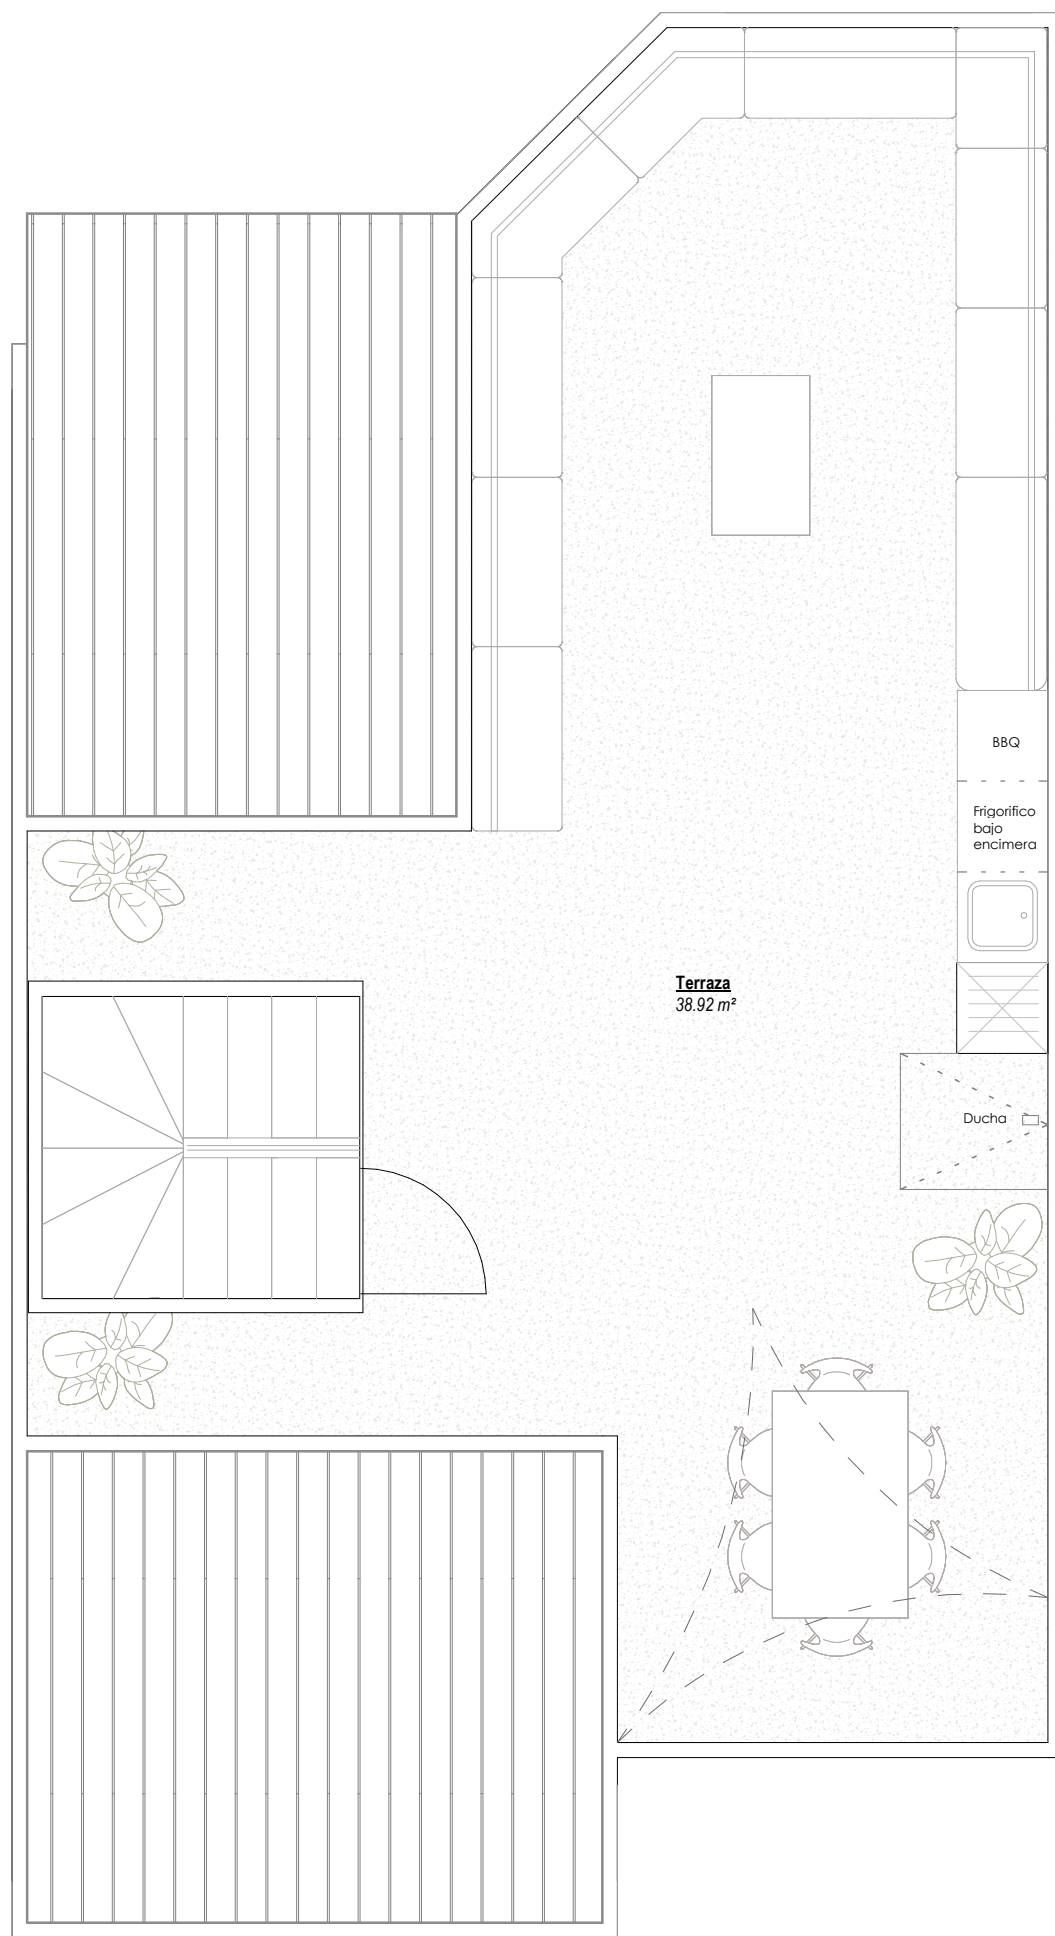 BBQ
Frigorifico
bajo
encimera
Terraza
38.92 m²
Ducha